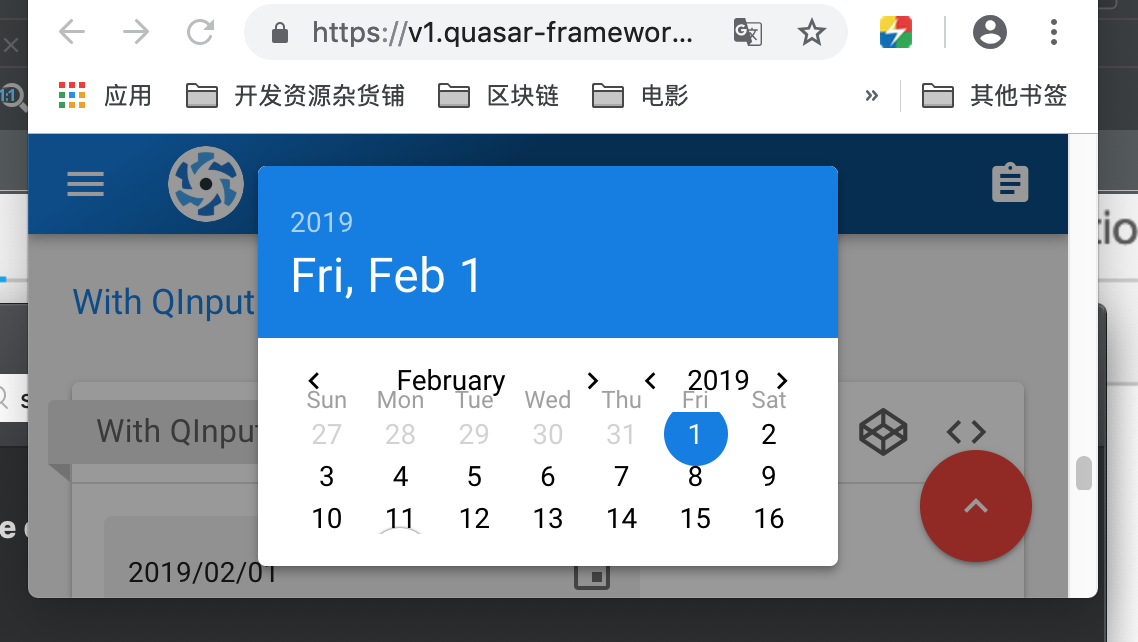 https://v1.quasar-framewor...
应用 开发资源杂货铺 区块链 电影 » 其他书签
2019
Fri, Feb 1
With QInput
February 2019
Sun Mon Tue Wed Thu Fri Sat
27 28 29 30 31 1 2
With QInput
3 4 5 6 7 8 9
10 11 12 13 14 15 16
2019/02/01